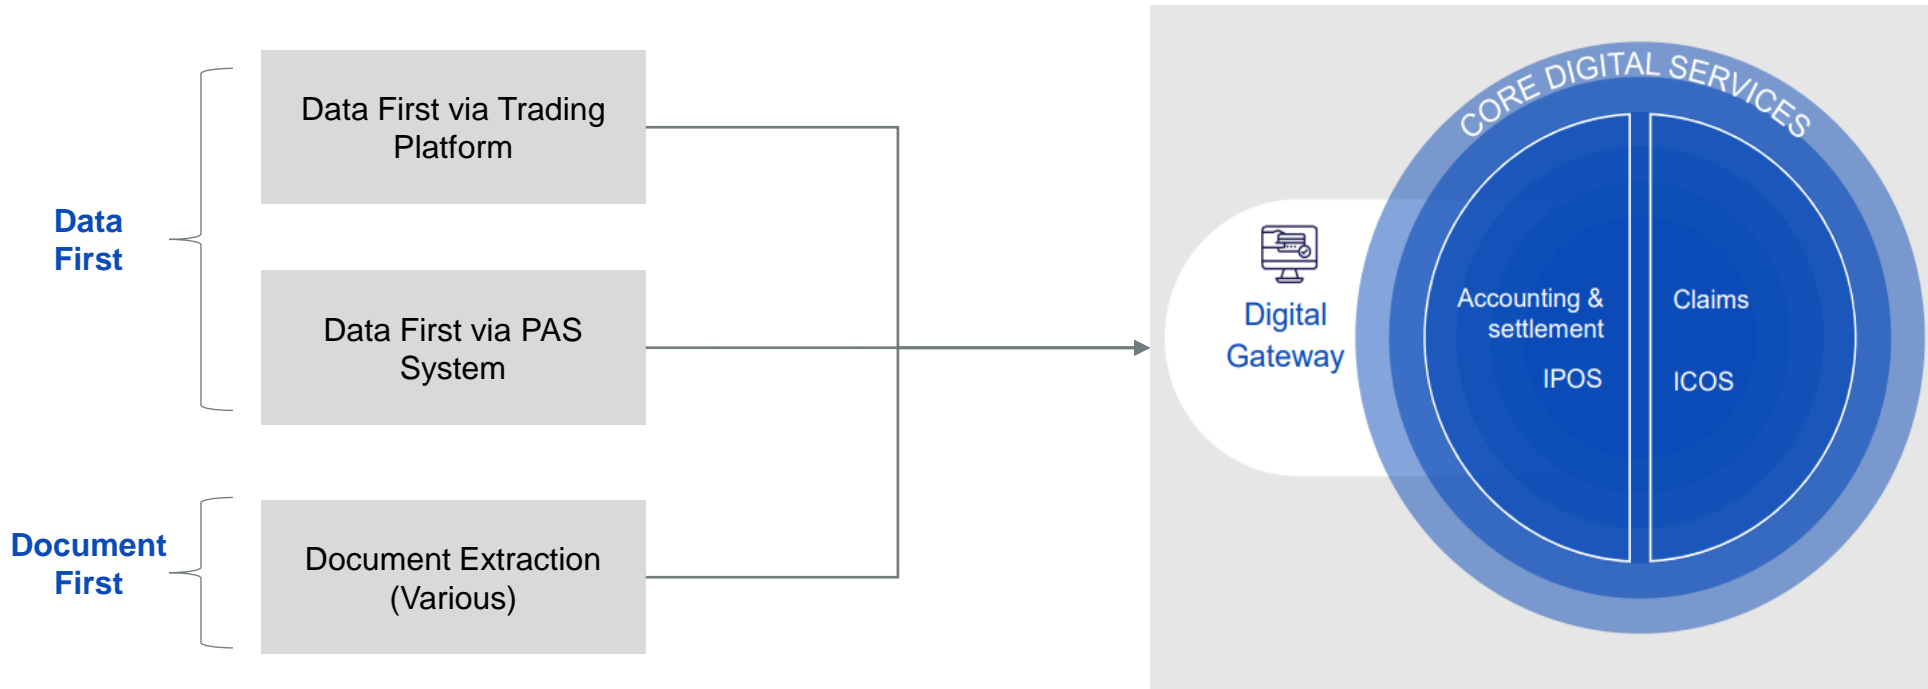 Data
First
Data First via Trading
Platform
Data First via PAS
System
Document
First
Document Extraction
(Various)
Digital
Gateway
CORE DIGITAL SERVICES
Accounting &
settlement
IPOS
Claims
ICOS